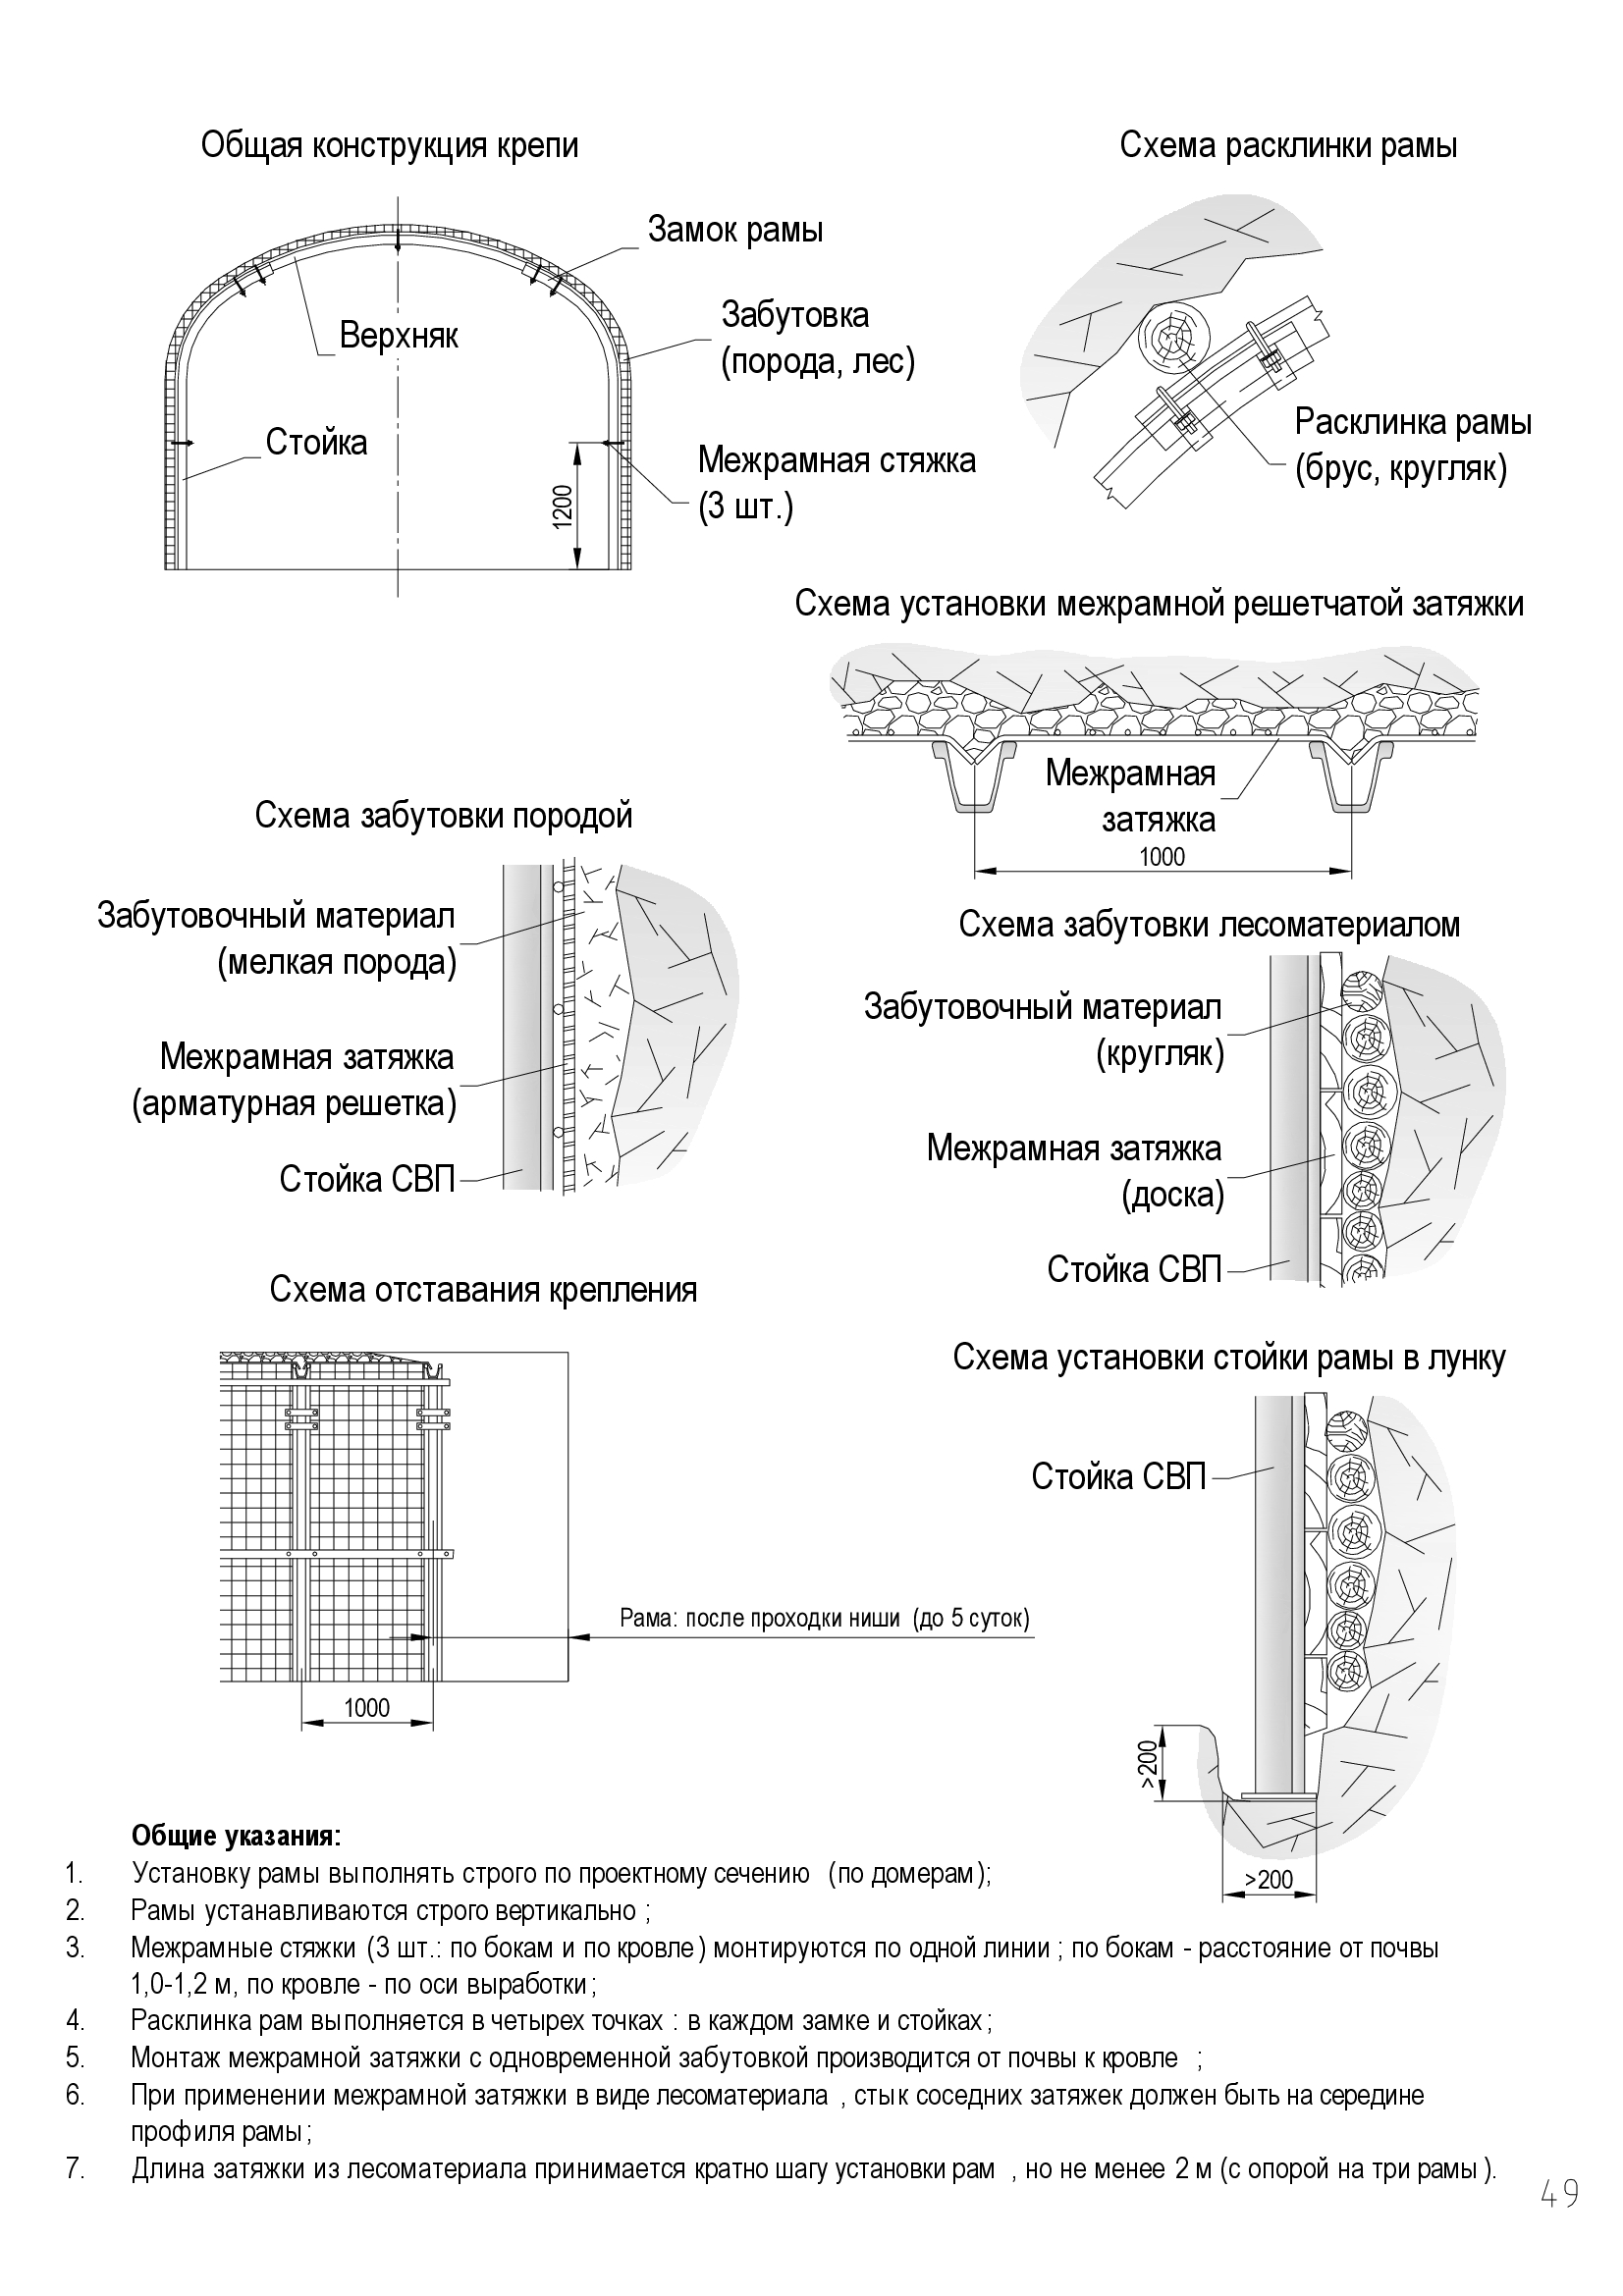 Общая конструкция крепи
Замок рамы
Верхняк
Забутовка
(порода, лес)
Стойка
Межрамная стяжка
(3 шт.)
1200
Схема расклинки рамы
Расклинка рамы
(брус, кругляк)
Схема установки межрамной решетчатой затяжки
Межрамная
затяжка
1000
Схема забутовки породой
Забутовочный материал
(мелкая порода)
Межрамная затяжка
(арматурная решетка)
Стойка СВП
Схема забутовки лесоматериалом
Забутовочный материал
(кругляк)
Межрамная затяжка
(доска)
Стойка СВП
Схема отставания крепления
Рама: после проходки ниши (до 5 суток)
1000
Схема установки стойки рамы в лунку
Стойка СВП
>200
>200
Общие указания:
1. Установку рамы выполнять строго по проектному сечению (по домерам);
2. Рамы устанавливаются строго вертикально ;
3. Межрамные стяжки (3 шт.: по бокам и по кровле) монтируются по одной линии ; по бокам - расстояние от почвы
1,0-1,2 м, по кровле - по оси выработки;
4. Расклинка рам выполняется в четырех точках : в каждом замке и стойках;
5. Монтаж межрамной затяжки с одновременной забутовкой производится от почвы к кровле ;
6. При применении межрамной затяжки в виде лесоматериала , стык соседних затяжек должен быть на середине
профиля рамы;
7. Длина затяжки из лесоматериала принимается кратно шагу установки рам , но не менее 2 м (с опорой на три рамы ).
49